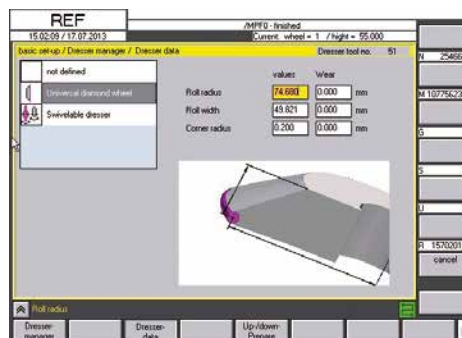 REF
/MPF0 - finished
15:02:09 / 17.07.2013
Current wheel = 1 / hight = 55.000
basic set-up / Dresser manager / Dresser data
Dresser tool no. 51
not defined
Universal diamond wheel
Swivelable dresser
values Wear
Roll radius 74.680 0.000 mm
Roll width 49.821 0.000 mm
Corner radius 0.200 0.000 mm
N 25466
M 10775623
G
S
U
R 1570201
cancel
Roll radius
Dresser- manager
Dresser- data
Up-/down- Prepare